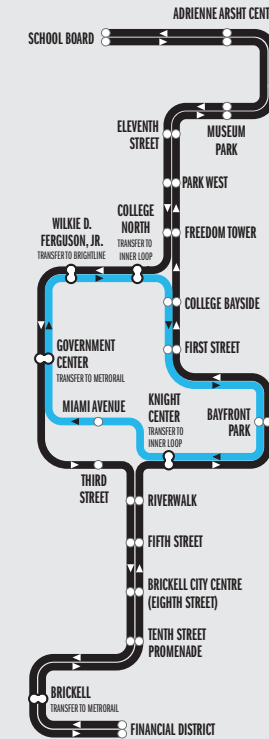 ADRIENNE ARSHT CENT
SCHOOL BOARD
ELEVENTH
STREET
MUSEUM
PARK
PARK WEST
WILKIE D.
FERGUSON, JR.
TRANSFER TO BRIGHTLINE
COLLEGE
NORTH
TRANSFER TO
INNER LOOP
FREEDOM TOWER
COLLEGE BAYSIDE
GOVERNMENT
CENTER
TRANSFER TO METRORAIL
FIRST STREET
MIAMI AVENUE
KNIGHT
CENTER
TRANSFER TO
INNER LOOP
BAYFRONT
PARK
THIRD
STREET
RIVERWALK
FIFTH STREET
BRICKELL CITY CENTRE
(EIGHTH STREET)
TENTH STREET
PROMENADE
BRICKELL
TRANSFER TO METRORAIL
FINANCIAL DISTRICT